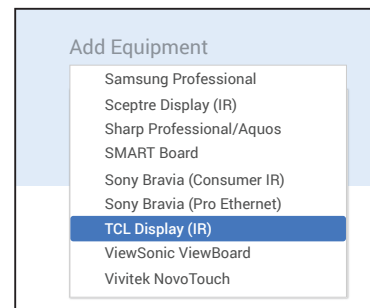 Add Equipment
Samsung Professional
Sceptre Display (IR)
Sharp Professional/Aquos
SMART Board
Sony Bravia (Consumer IR)
Sony Bravia (Pro Ethernet)
TCL Display (IR)
ViewSonic ViewBoard
Vivitek NovoTouch